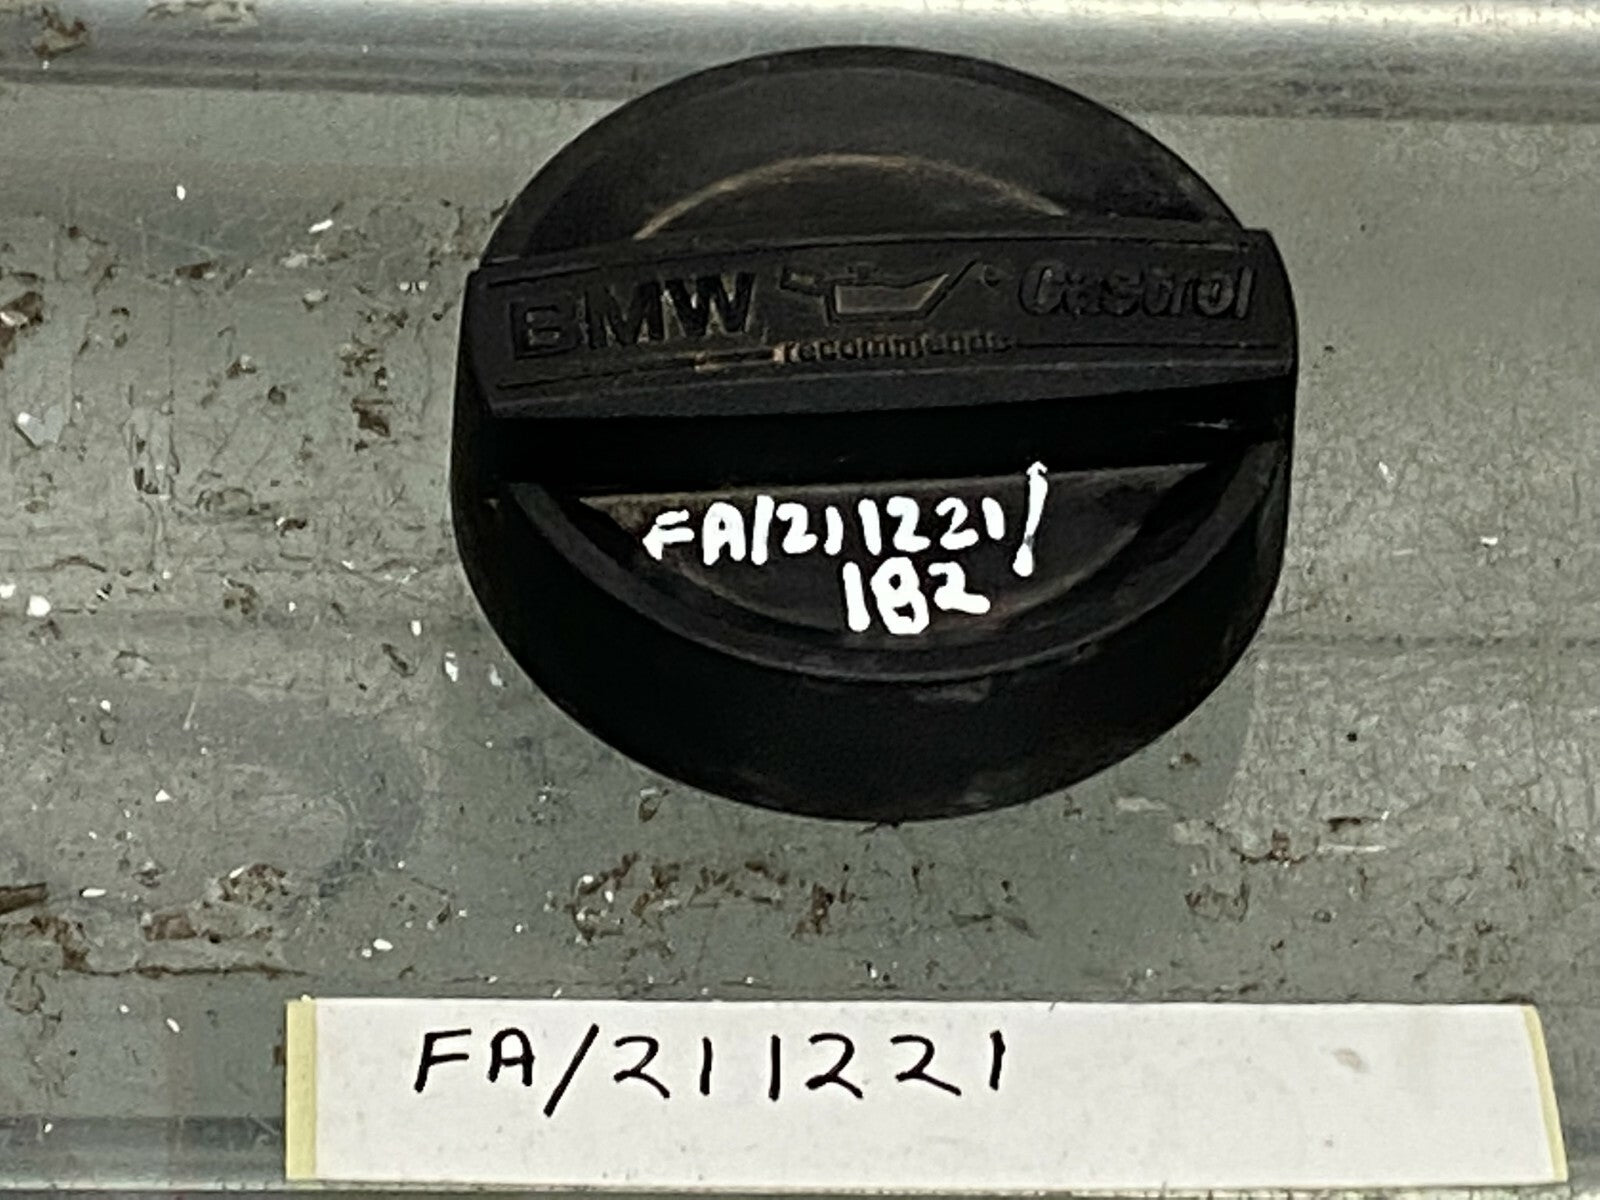 BMW Castrol
recommends
FA/211221/
182
FA/211221